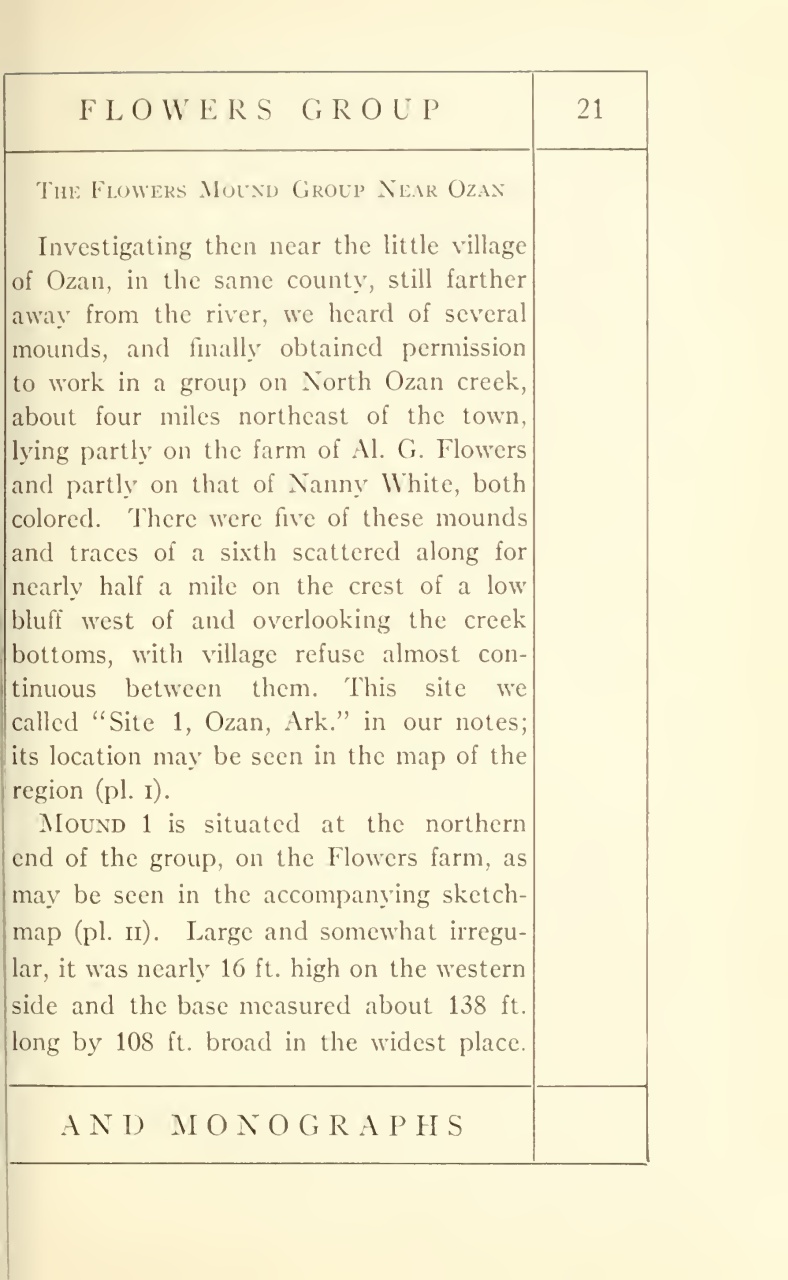 FLOWERS GROUP
21
The Flowers Mound Group Near Ozan
Investigating then near the little village
of Ozan, in the same county, still farther
away from the river, we heard of several
mounds, and finally obtained permission
to work in a group on North Ozan creek,
about four miles northeast of the town,
lying partly on the farm of Al. G. Flowers
and partly on that of Nanny White, both
colored. There were five of these mounds
and traces of a sixth scattered along for
nearly half a mile on the crest of a low
bluff west of and overlooking the creek
bottoms, with village refuse almost con-
tinuous between them. This site we
called “Site 1, Ozan, Ark.” in our notes;
its location may be seen in the map of the
region (pl. I).
Mound 1 is situated at the northern
end of the group, on the Flowers farm, as
may be seen in the accompanying sketch-
map (pl. II). Large and somewhat irregu-
lar, it was nearly 16 ft. high on the western
side and the base measured about 138 ft.
long by 108 ft. broad in the widest place.
AND MONOGRAPHS